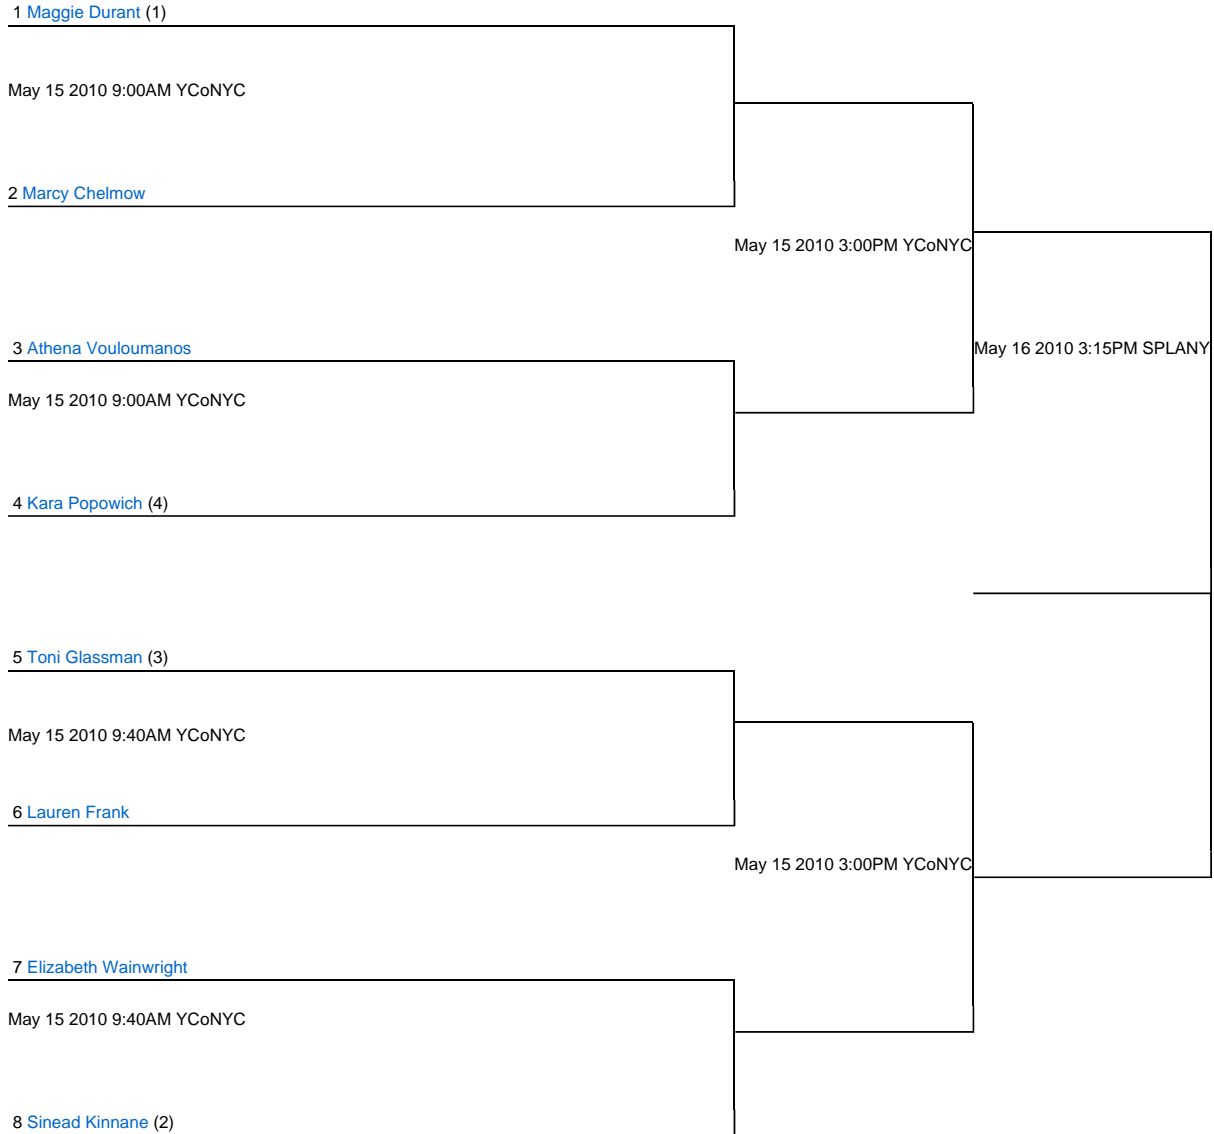 1 Maggie Durant (1)
May 15 2010 9:00AM YCoNYC
2 Marcy Chelmow
May 15 2010 3:00PM YCoNYC
3 Athena Vouloumanos
May 16 2010 3:15PM SPLANY
May 15 2010 9:00AM YCoNYC
4 Kara Popowich (4)
5 Toni Glassman (3)
May 15 2010 9:40AM YCoNYC
6 Lauren Frank
May 15 2010 3:00PM YCoNYC
7 Elizabeth Wainwright
May 15 2010 9:40AM YCoNYC
8 Sinead Kinnane (2)